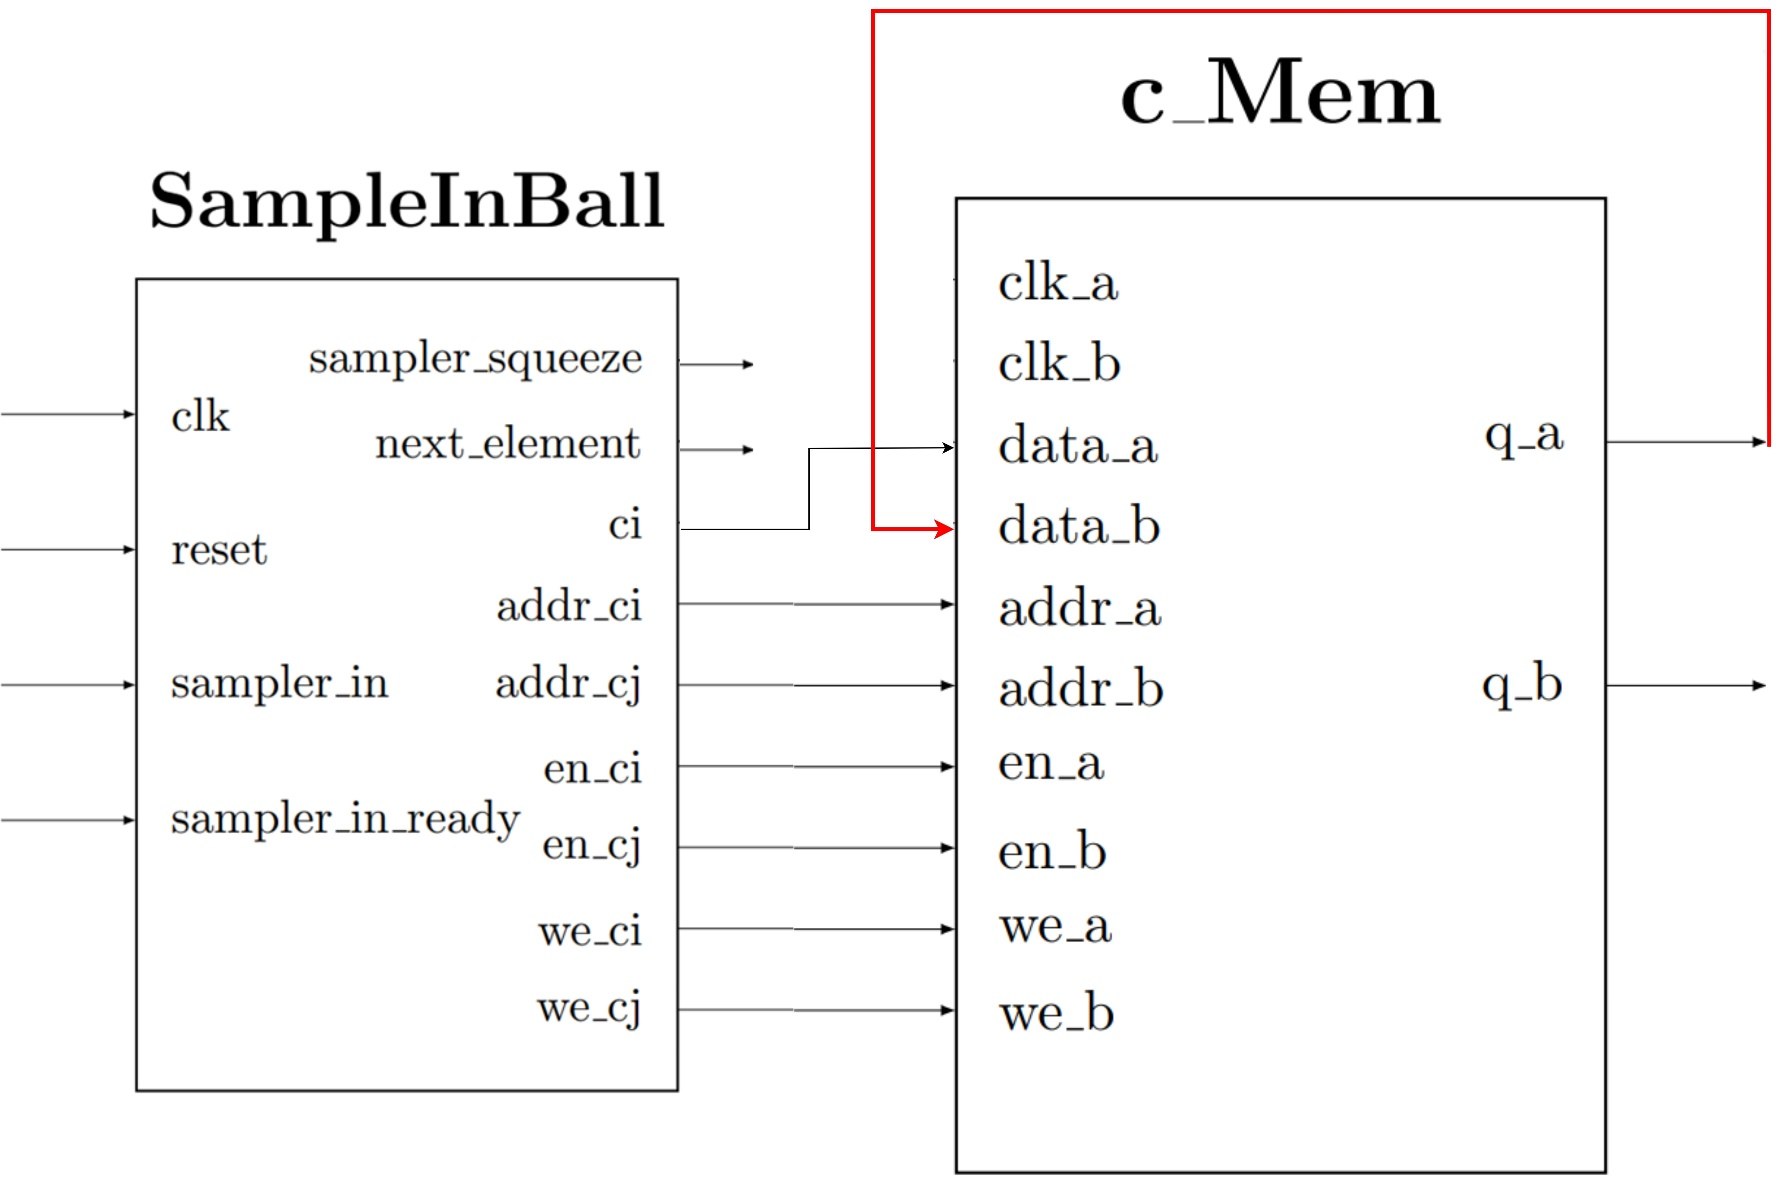 c_Mem
SampleInBall
sampler_squeeze
next_element
clk
ci
reset
addr_ci
sampler_in
addr_cj
en_ci
sampler_in_ready
en_cj
we_ci
we_cj
clk_a
clk_b
data_a
data_b
addr_a
addr_b
en_a
en_b
we_a
we_b
q_a
q_b